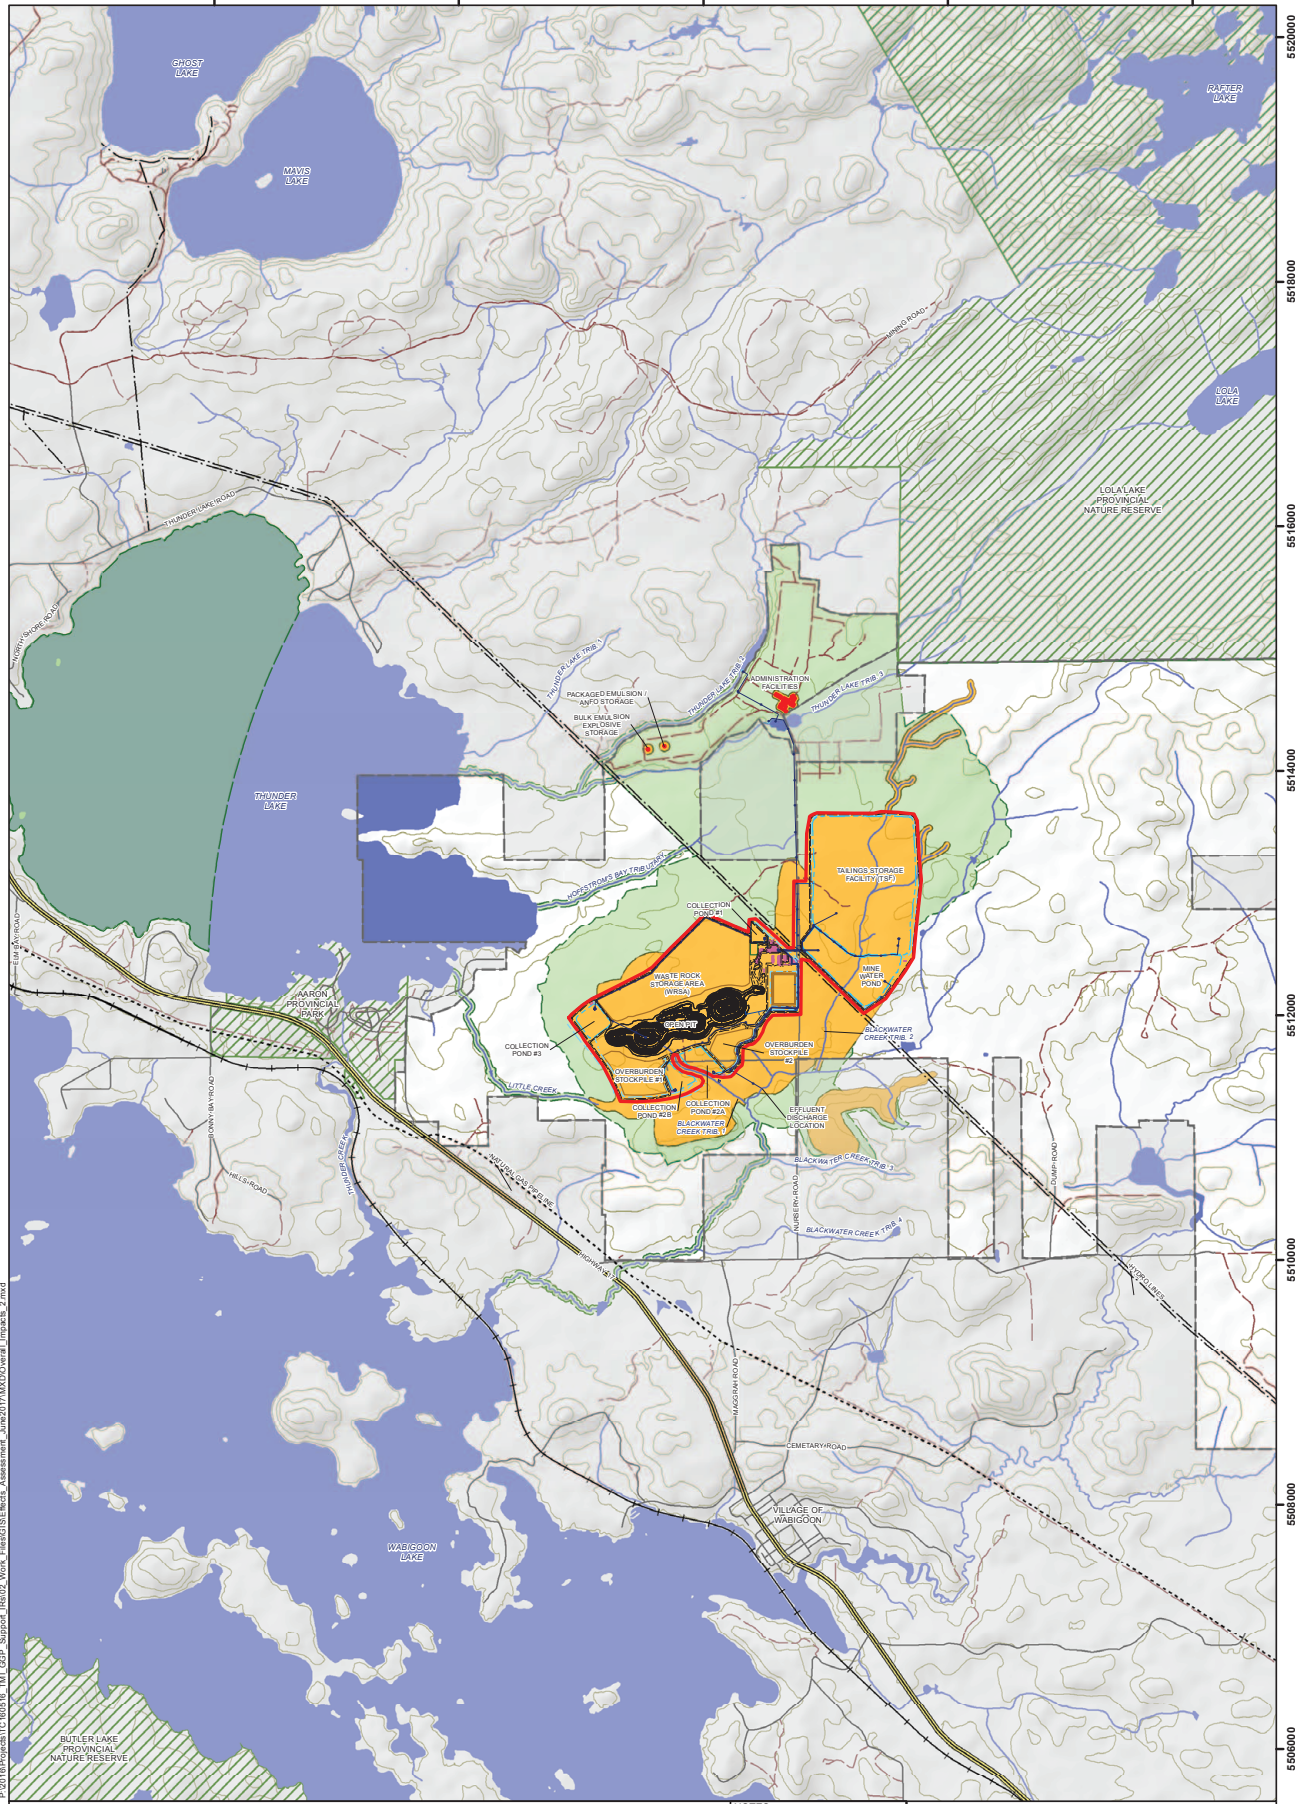 GHOST
LAKE
MAVIS
LAKE
RAFTER
LAKE
5520000
5518000
MINING ROAD
LOLA
LAKE
LOLA LAKE
PROVINCIAL
NATURE RESERVE
5516000
THUNDER LAKE ROAD
NORTH SHORE ROAD
THUNDER LAKE TRIB. 1
THUNDER LAKE TRIB. 2
ADMINISTRATION
FACILITIES
THUNDER LAKE TRIB. 3
PACKAGED EMULSION /
ANFO STORAGE
BULK EMULSION
EXPLOSIVE
STORAGE
5514000
THUNDER
LAKE
HOFFSTROM'S BAY TRIBUTARY
TAILINGS STORAGE
FACILITY (TSF)
COLLECTION
POND #1
ELM BAY ROAD
WASTE ROCK
STORAGE AREA
(WRSA)
MINE
WATER
POND
AARON
PROVINCIAL
PARK
OPEN PIT
5512000
BLACKWATER
CREEK TRIB. 2
COLLECTION
POND #3
OVERBURDEN
STOCKPILE
#2
OVERBURDEN
STOCKPILE #1
LITTLE CREEK
COLLECTION
POND #2B
COLLECTION
POND #2A
EFFLUENT
DISCHARGE
LOCATION
BLACKWATER
CREEK TRIB. 1
BONNY BAY ROAD
THUNDER CREEK
HILLS ROAD
NATURAL GAS PIPELINE
BLACKWATER CREEK TRIB. 3
NURSERY ROAD
DUMP ROAD
BLACKWATER CREEK TRIB. 4
HIGHWAY 17
HYDRO LINES
5510000
MAGGRAH ROAD
CEMETARY ROAD
VILLAGE OF
WABIGOON
5508000
WABIGOON
LAKE
BUTLER LAKE
PROVINCIAL
NATURE RESERVE
5506000